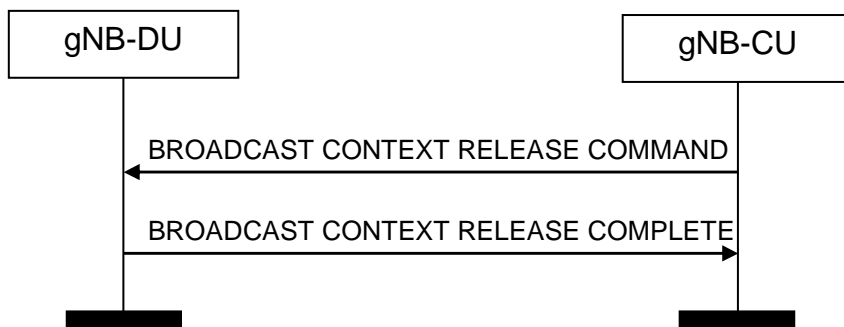 gNB-DU
gNB-CU
BROADCAST CONTEXT RELEASE COMMAND
BROADCAST CONTEXT RELEASE COMPLETE